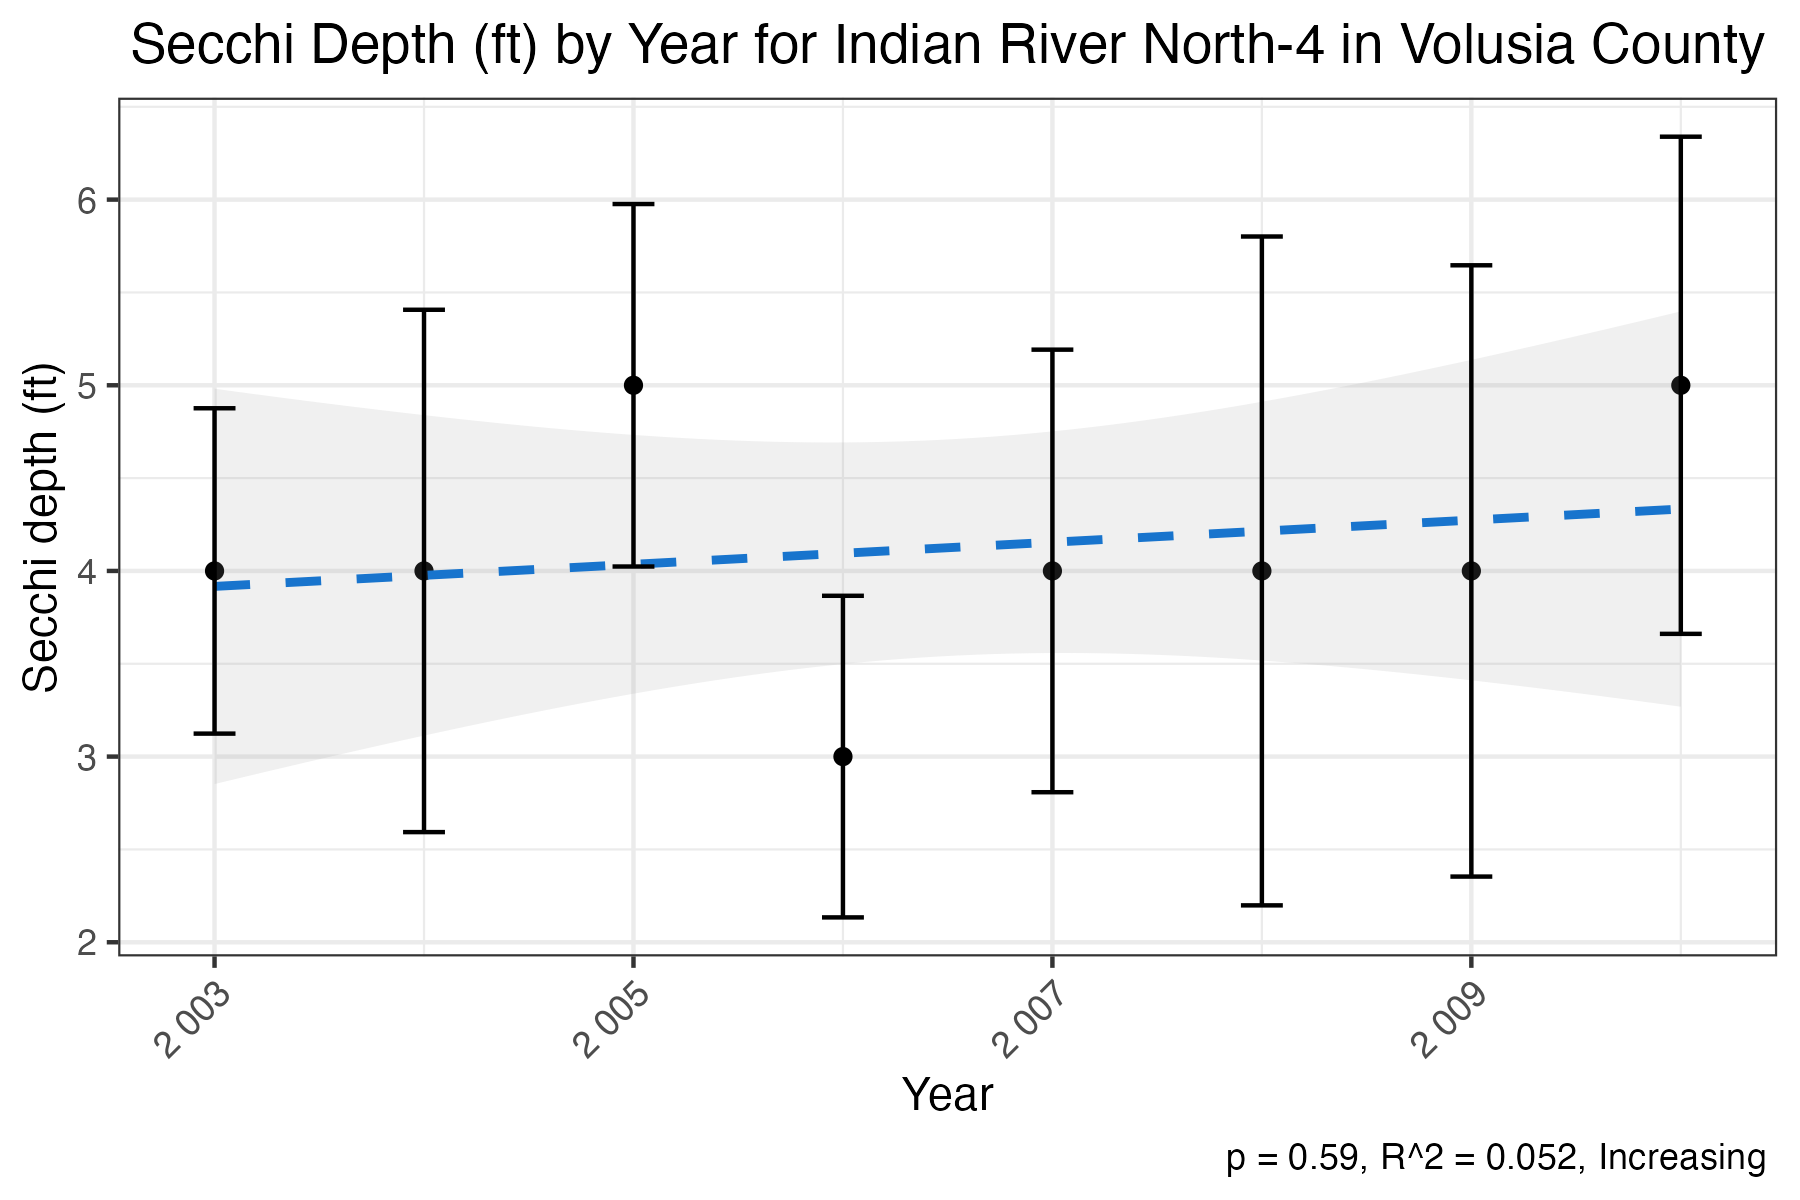 Secchi Depth (ft) by Year for Indian River North-4 in Volusia County
Secchi depth (ft)
6
5
4
3
2
2 003
2 005
2 007
2 009
Year
p = 0.59, R^2 = 0.052, Increasing